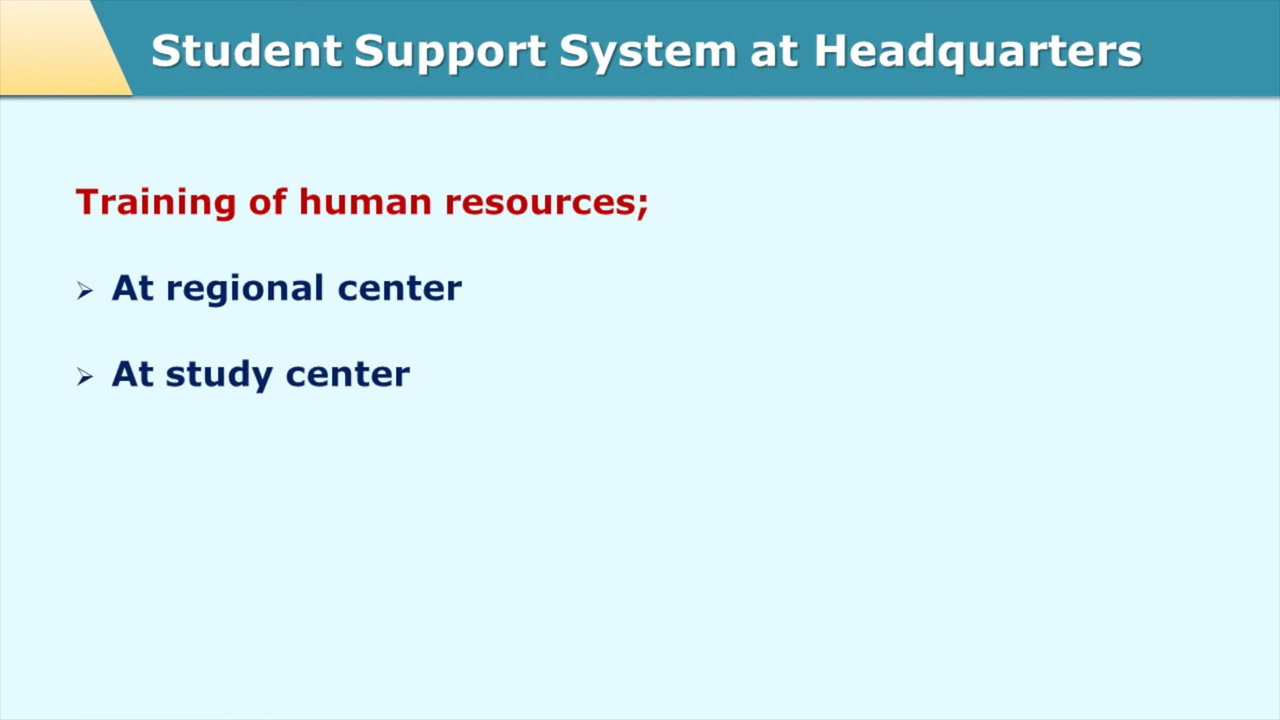 Student Support System at Headquarters
Training of human resources;
➢ At regional center
➢ At study center